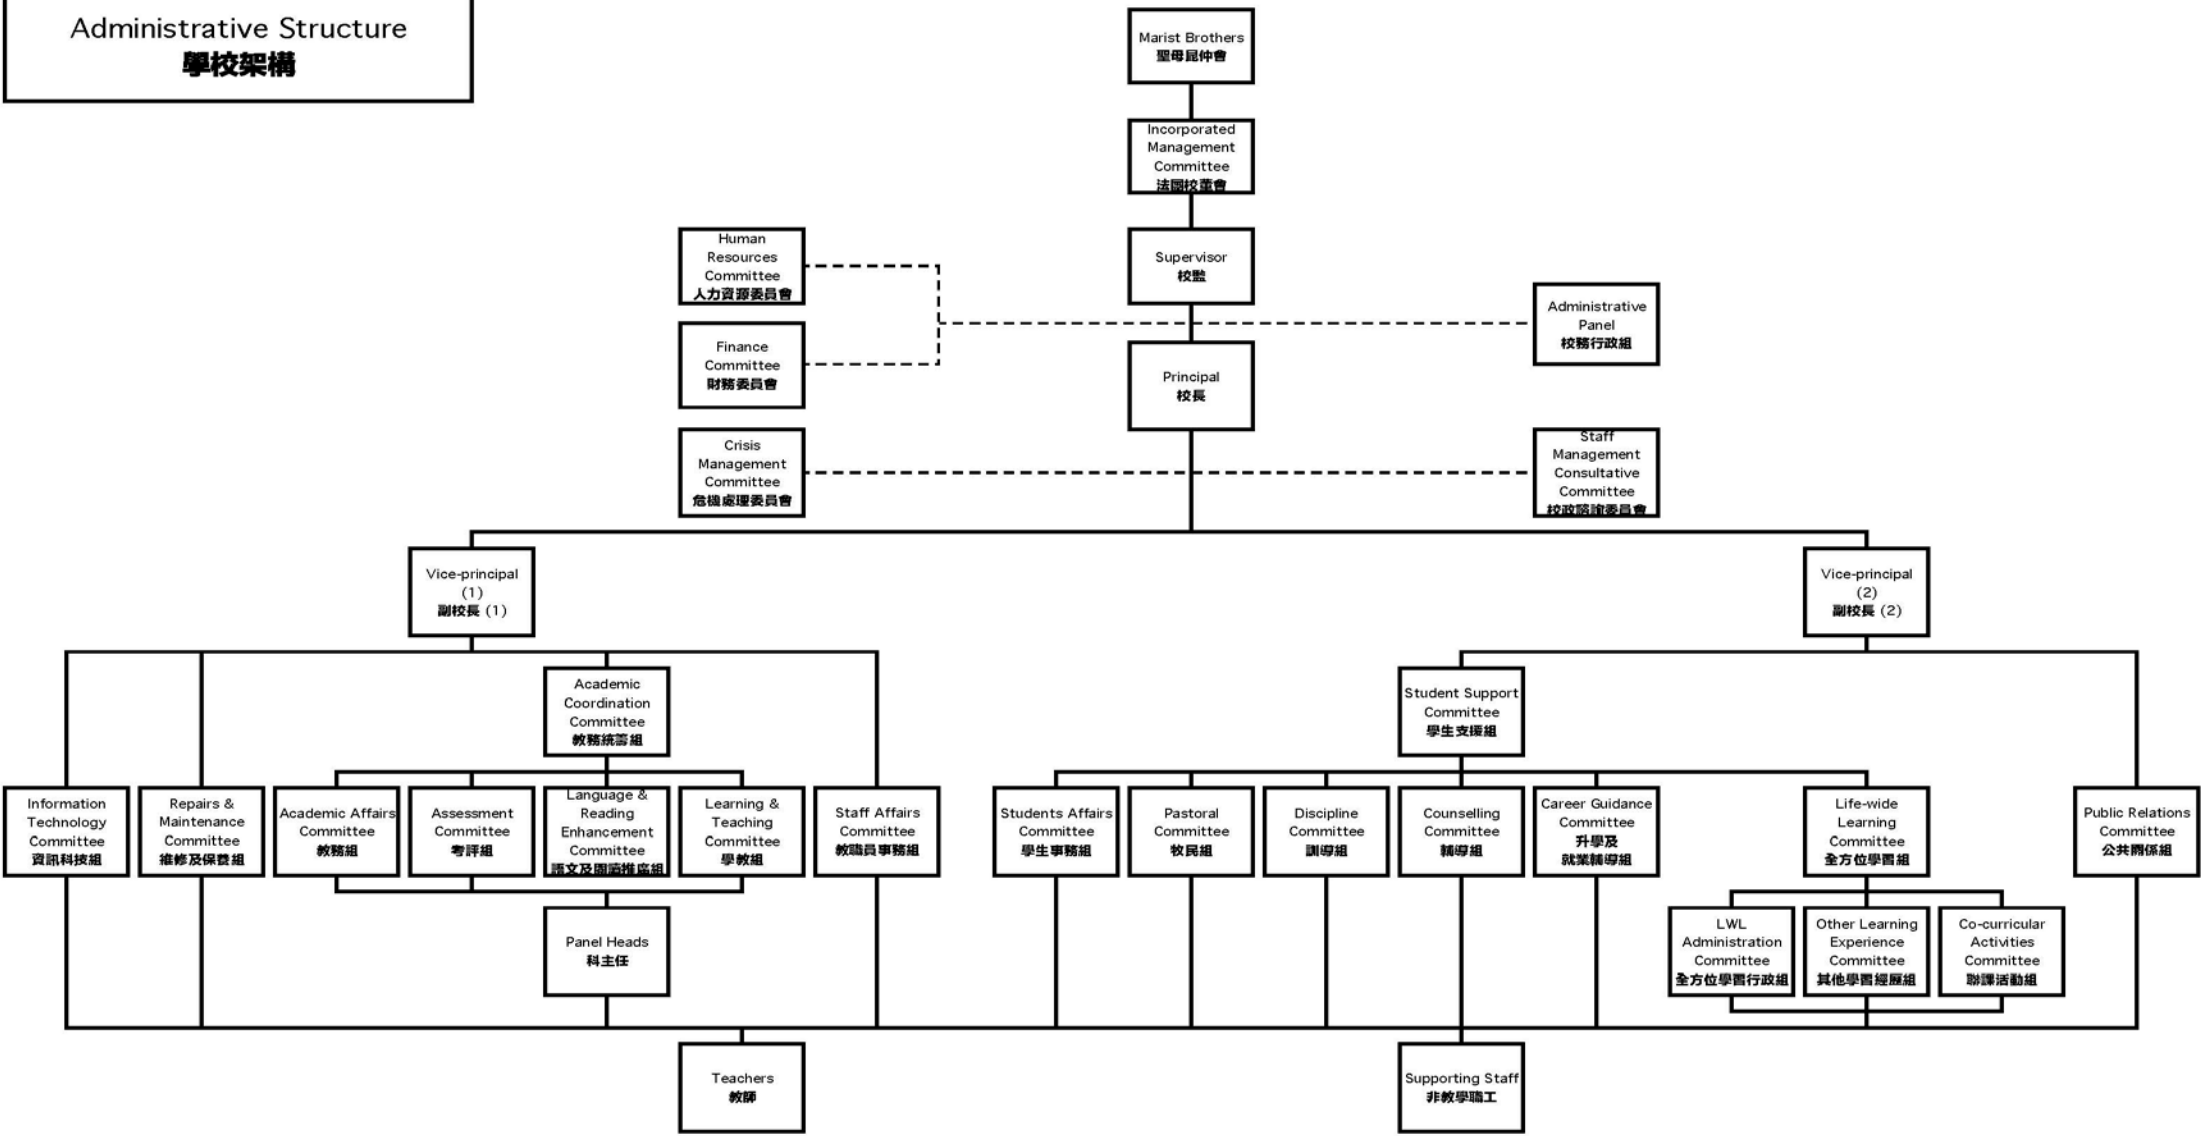 Administrative Structure
學校架構
Marist Brothers
聖母昆仲會
Incorporated
Management
Committee
法團校董會
Human
Resources
Committee
人力資源委員會
Supervisor
校監
Administrative
Panel
校務行政組
Finance
Committee
財務委員會
Principal
校長
Crisis
Management
Committee
危機處理委員會
Staff
Management
Consultative
Committee
校政諮詢委員會
Vice-principal
(1)
副校長 (1)
Vice-principal
(2)
副校長 (2)
Academic
Coordination
Committee
教務統籌組
Student Support
Committee
學生支援組
Information
Technology
Committee
資訊科技組
Repairs &
Maintenance
Committee
維修及保養組
Academic Affairs
Committee
教務組
Assessment
Committee
考評組
Language &
Reading
Enhancement
Committee
語文及閱讀推廣組
Learning &
Teaching
Committee
學教組
Staff Affairs
Committee
教職員事務組
Students Affairs
Committee
學生事務組
Pastoral
Committee
牧民組
Discipline
Committee
訓導組
Counselling
Committee
輔導組
Career Guidance
Committee
升學及
就業輔導組
Life-wide
Learning
Committee
全方位學習組
Public Relations
Committee
公共關係組
Panel Heads
科主任
LWL
Administration
Committee
全方位學習行政組
Other Learning
Experience
Committee
其他學習經歷組
Co-curricular
Activities
Committee
聯課活動組
Teachers
教師
Supporting Staff
非教學職工